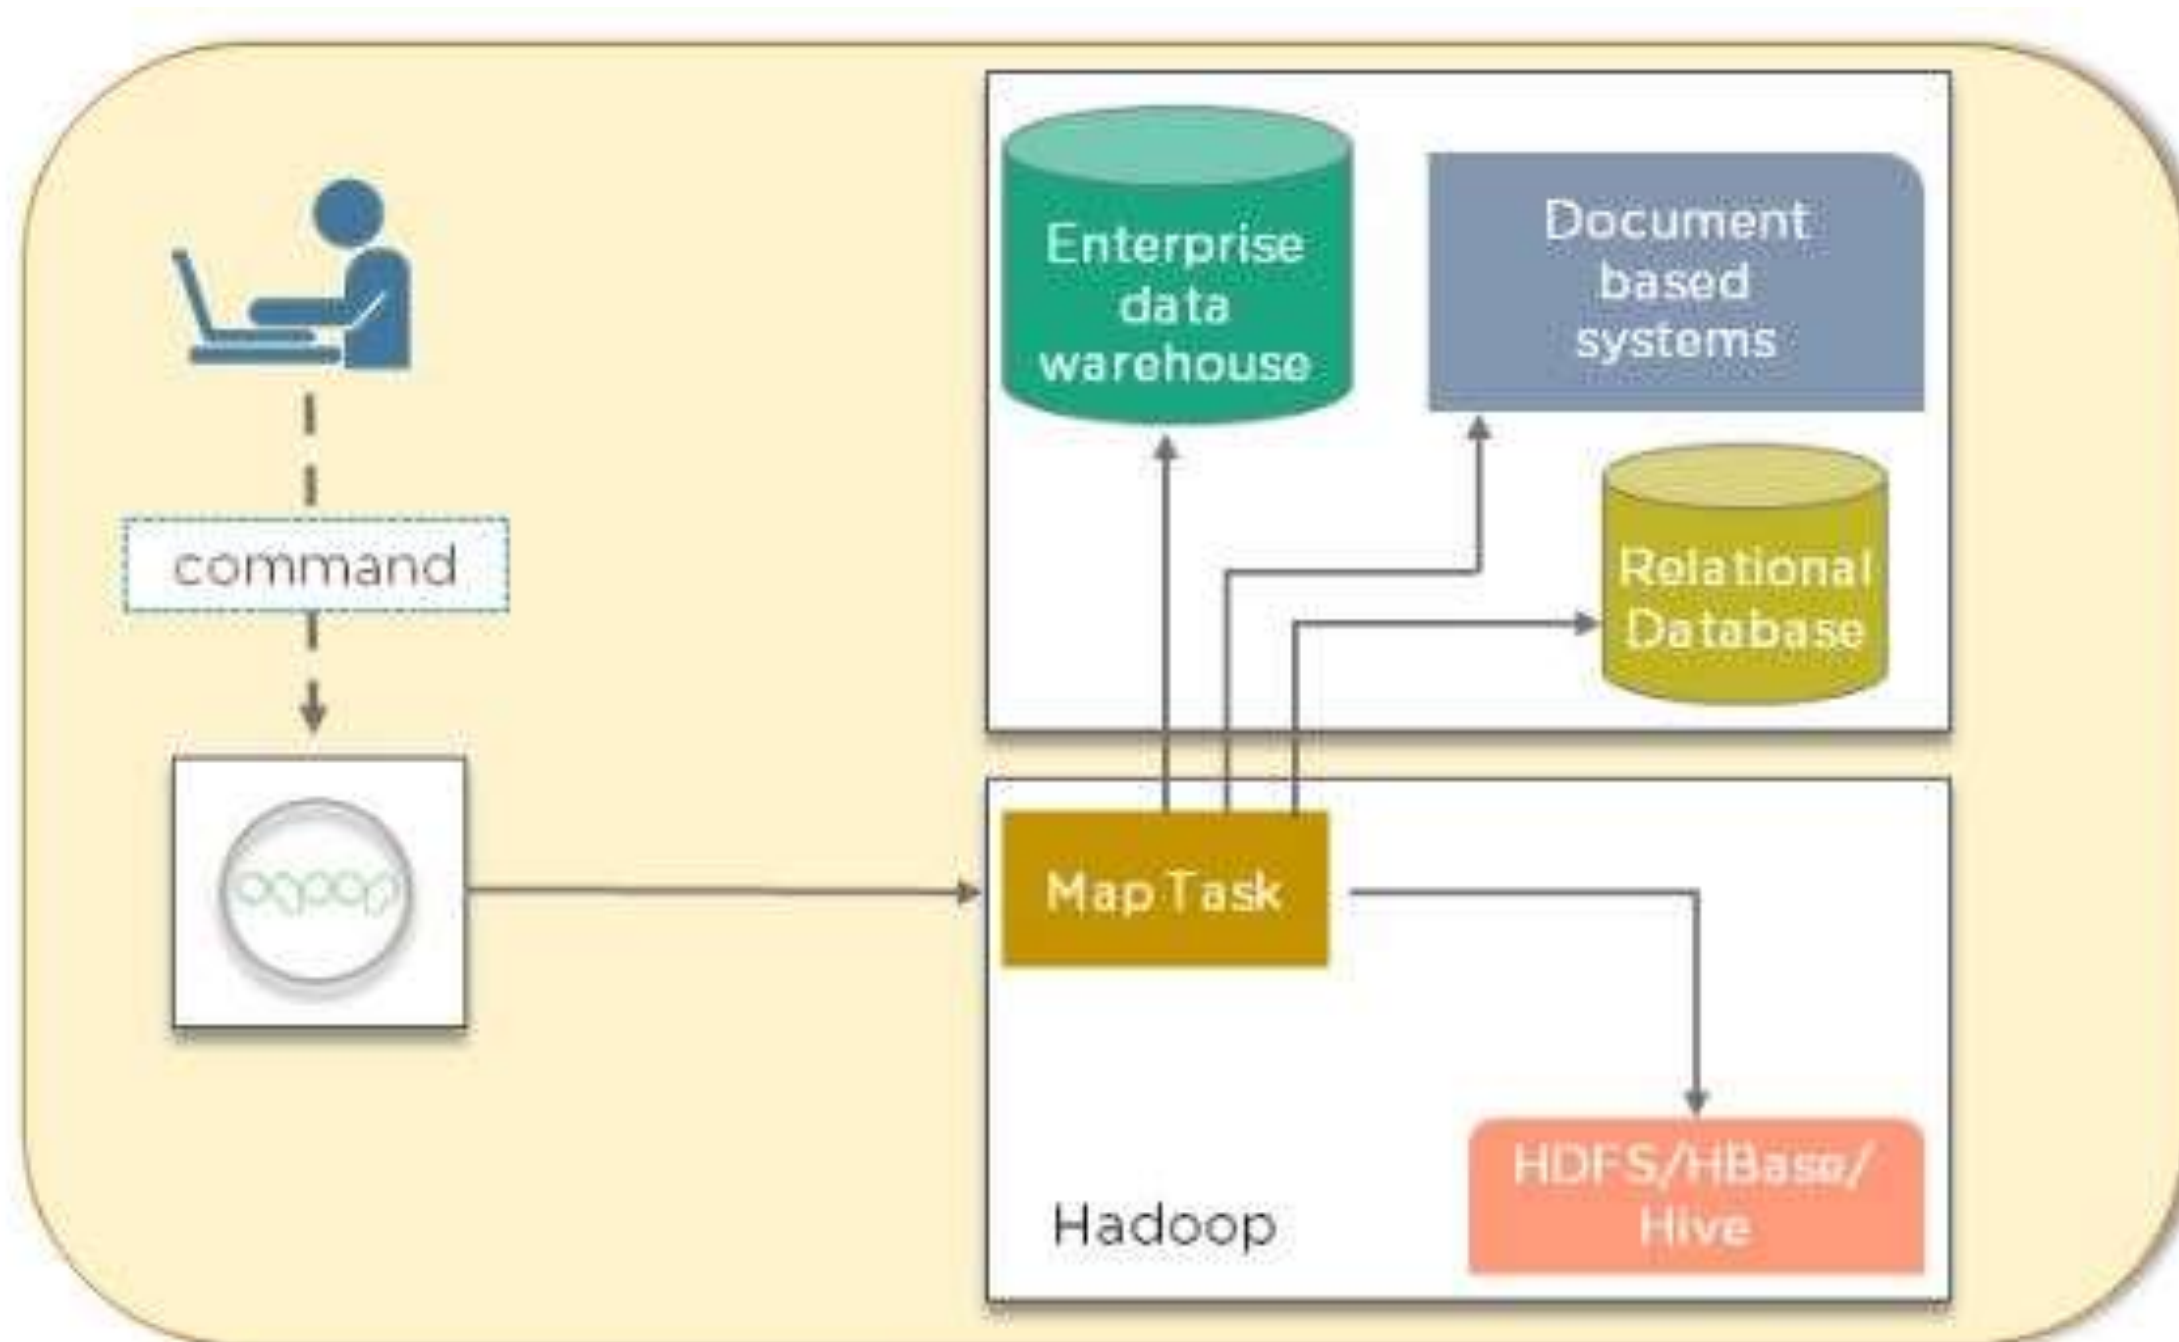 Enterprise
data
warehouse
Document
based
systems
command
Relational
Database
Map Task
Hadoop
HDFS/HBase/
Hive